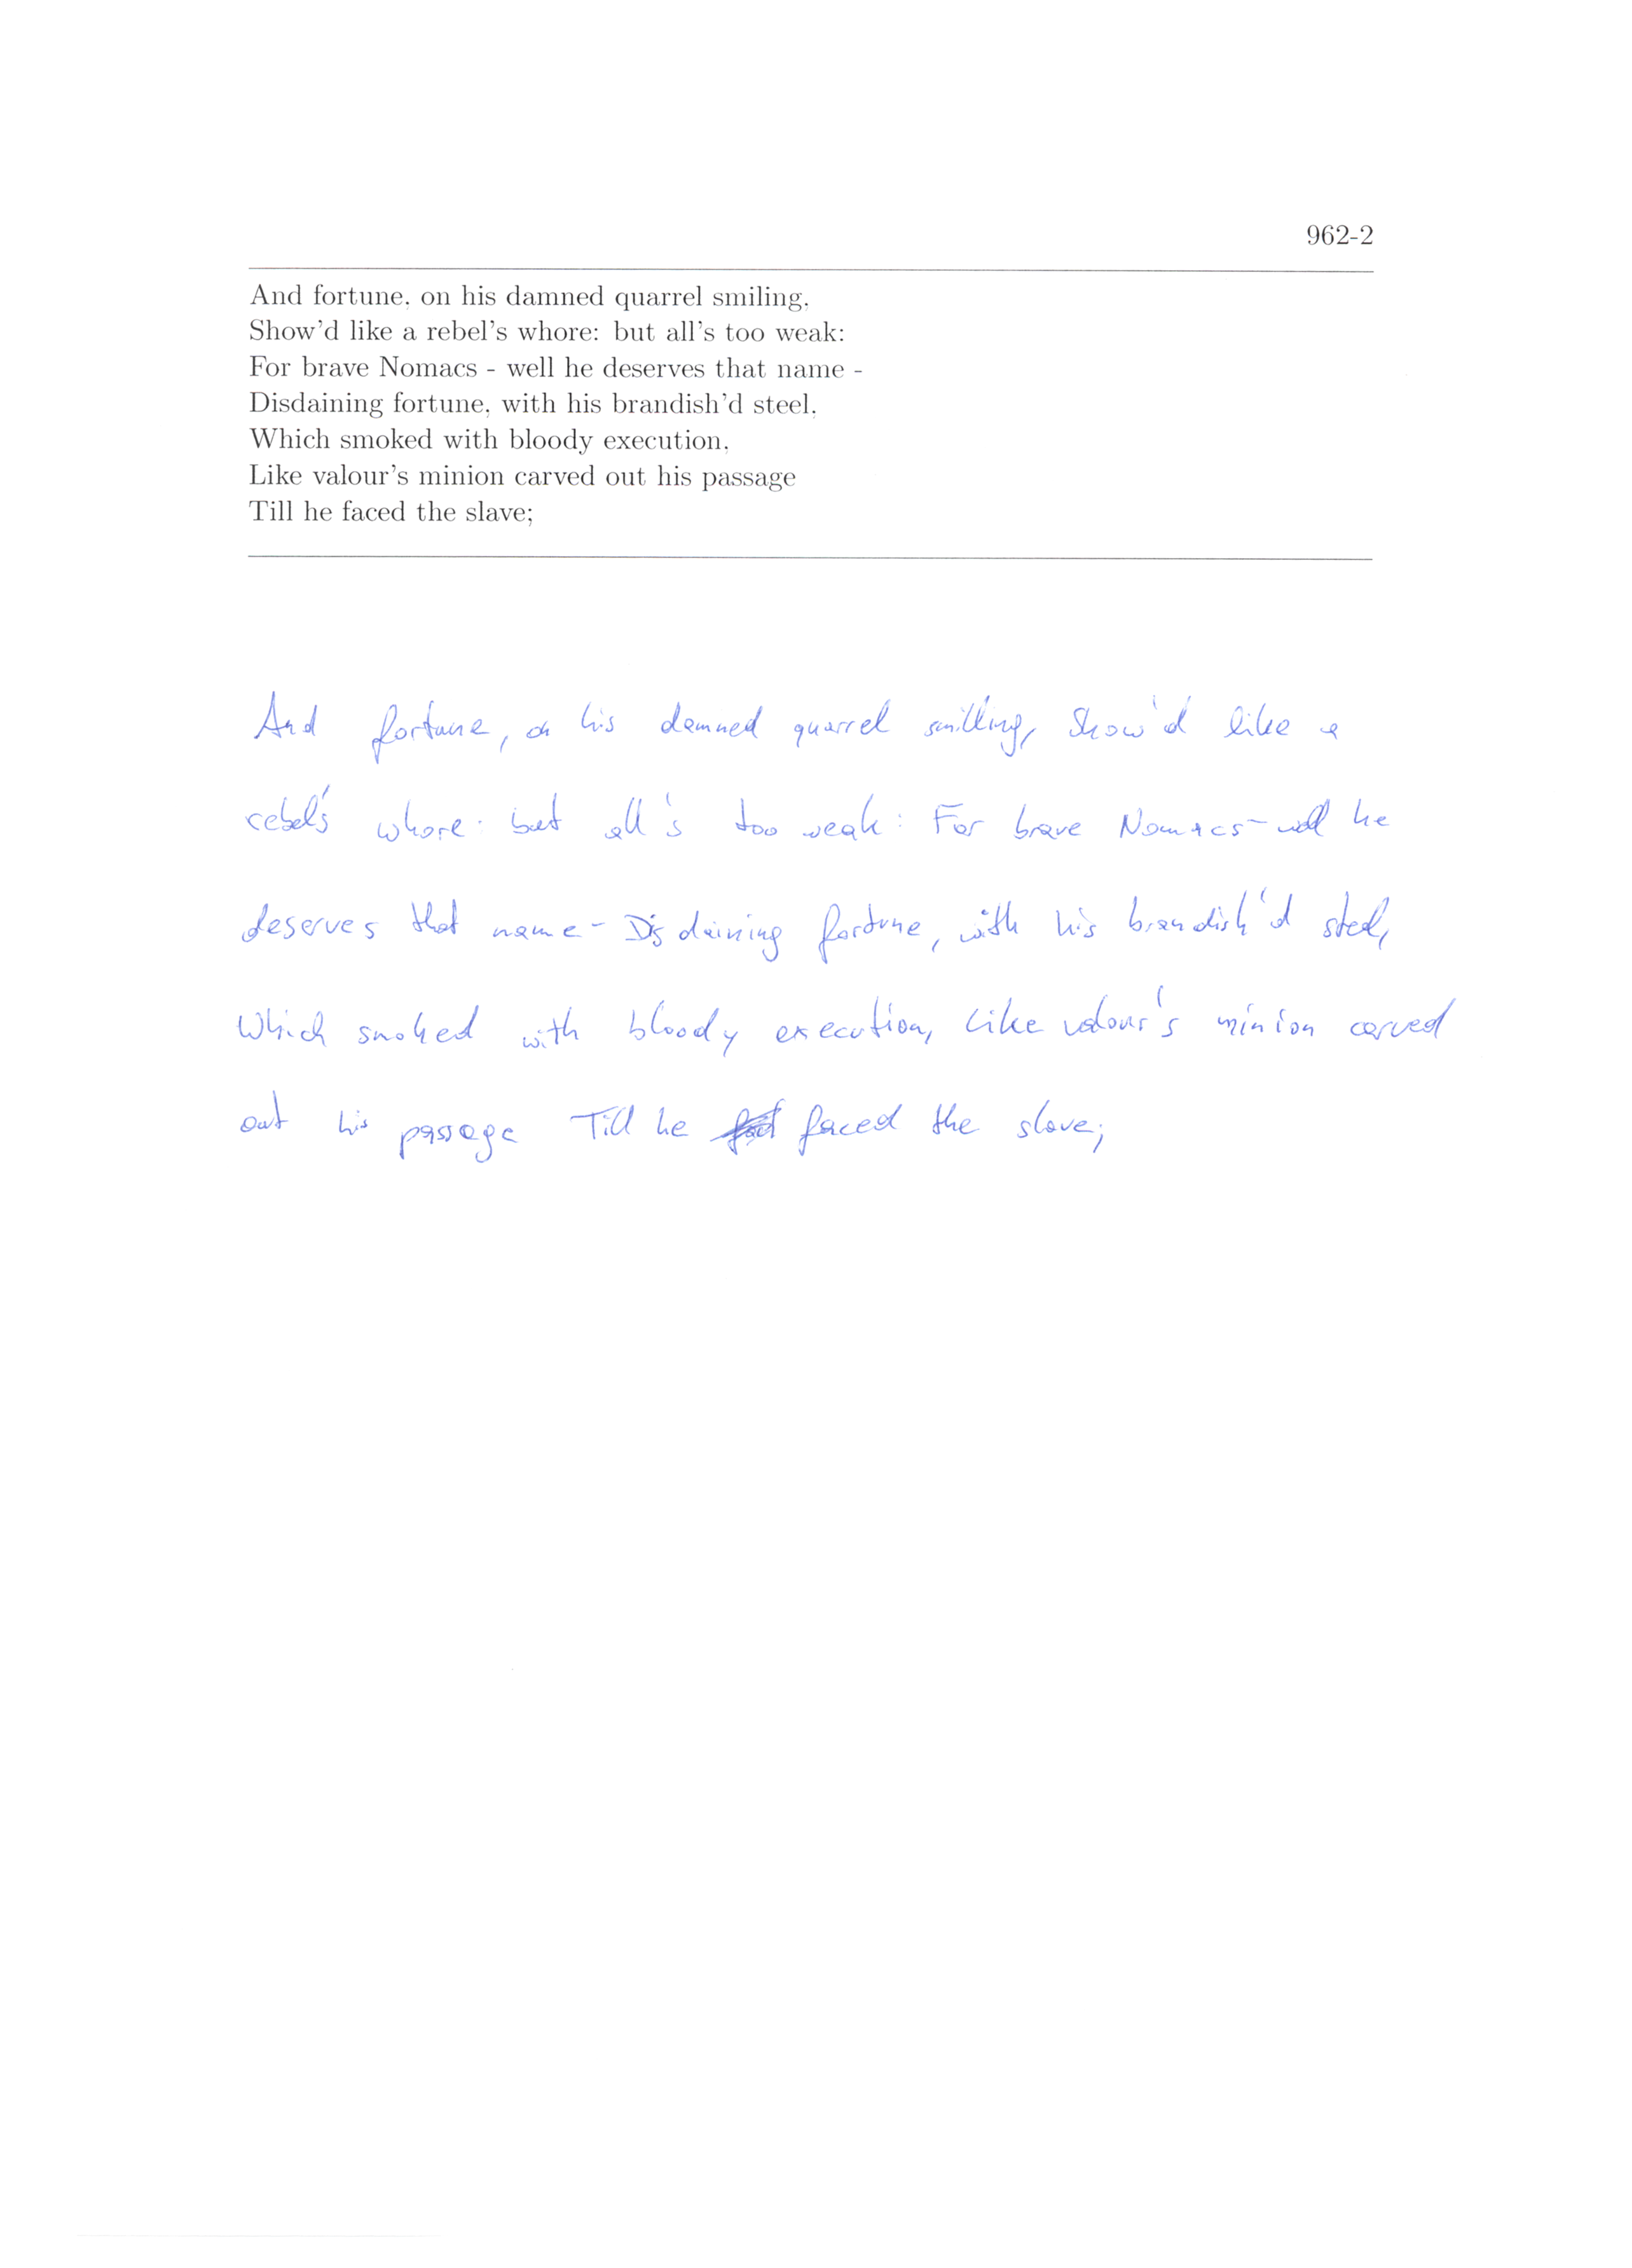 962-2
And fortune, on his damned quarrel smiling,
Show'd like a rebel's whore: but all's too weak:
For brave Nomacs - well he deserves that name -
Disdaining fortune, with his brandish'd steel,
Which smoked with bloody execution,
Like valour's minion carved out his passage
Till he faced the slave;
And fortune, on his damned quarrel smilling, Show'd like a
rebel's whore: but all's too weak: For brave Nomacs - well he
deserves that name - Disdaining fortune, with his brandish'd steel,
Which smoked with bloody execution, Like valour's minion carved
out his passage Till he faced the slave;